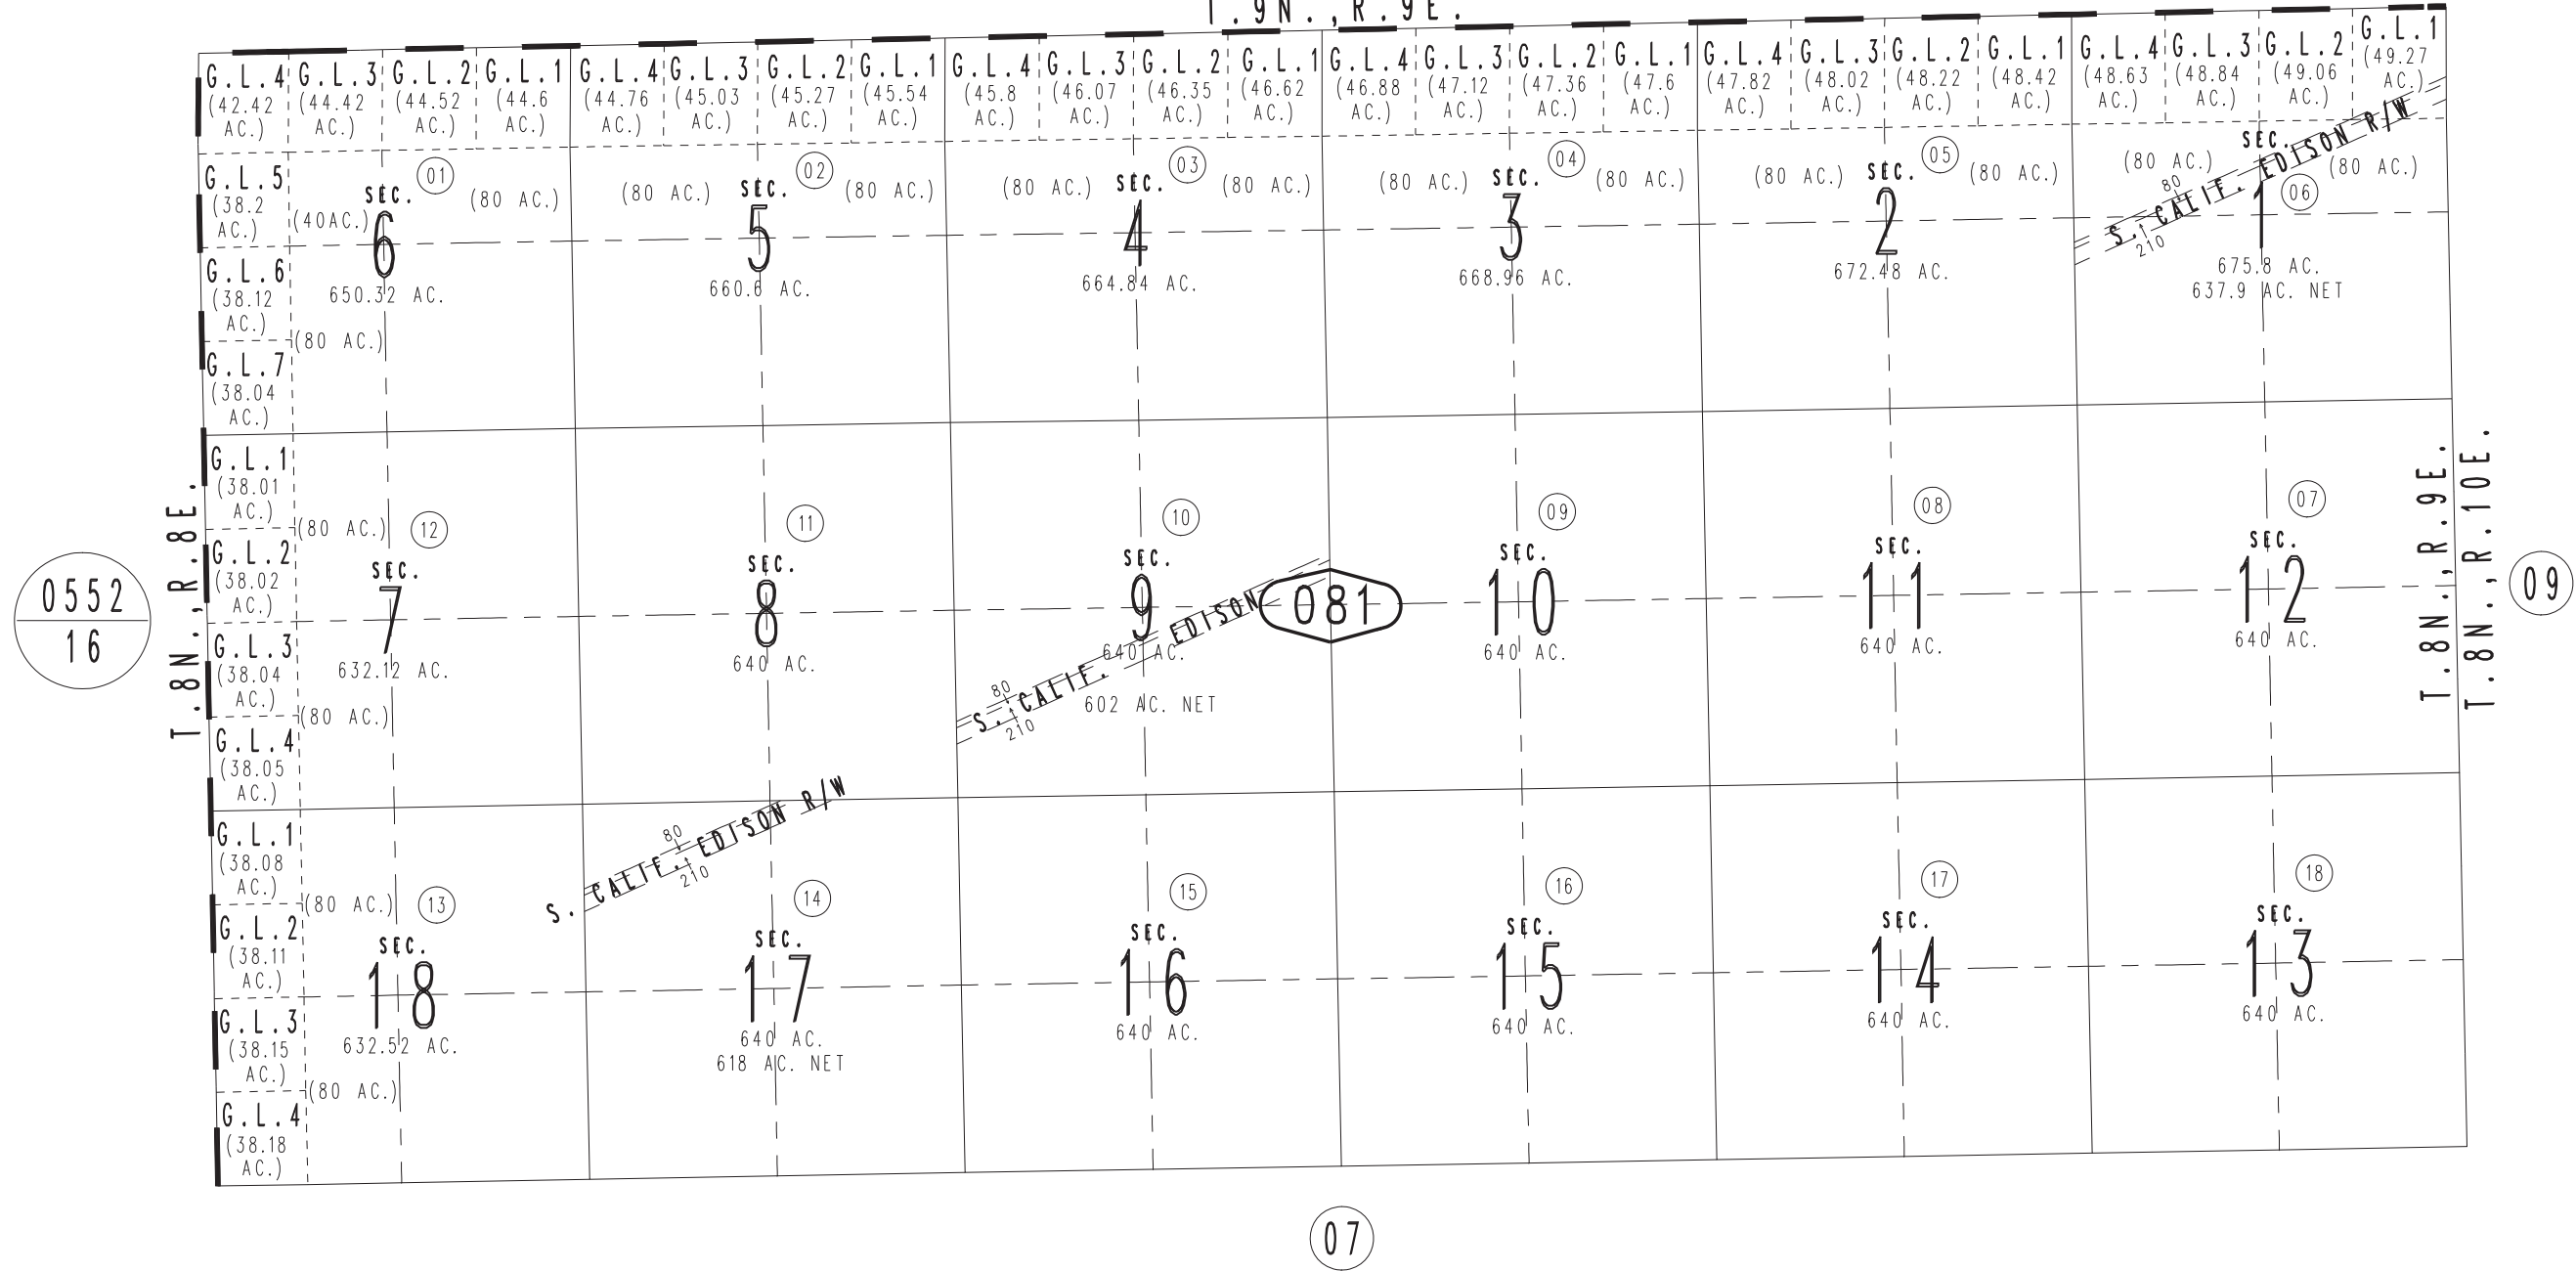 T.9N.,R.9E.
G.L.4
(42.42
AC.)
G.L.3
(44.42
AC.)
G.L.2
(44.52
AC.)
G.L.1
(44.6
AC.)
G.L.4
(44.76
AC.)
G.L.3
(45.03
AC.)
G.L.2
(45.27
AC.)
G.L.1
(45.54
AC.)
G.L.4
(45.8
AC.)
G.L.3
(46.07
AC.)
G.L.2
(46.35
AC.)
G.L.1
(46.62
AC.)
G.L.4
(46.88
AC.)
G.L.3
(47.12
AC.)
G.L.2
(47.36
AC.)
G.L.1
(47.6
AC.)
G.L.4
(47.82
AC.)
G.L.3
(48.02
AC.)
G.L.2
(48.22
AC.)
G.L.1
(48.42
AC.)
G.L.4
(48.63
AC.)
G.L.3
(48.84
AC.)
G.L.2
(49.06
AC.)
G.L.1
(49.27
AC.)
G.L.5
(38.2
AC.)
G.L.6
(38.12
AC.)
G.L.7
(38.04
AC.)
(40AC.)
SEC.
6
01
(80 AC.)
650.32 AC.
(80 AC.)
(80 AC.)
SEC.
5
02
(80 AC.)
660.6 AC.
(80 AC.)
SEC.
4
03
(80 AC.)
664.84 AC.
(80 AC.)
SEC.
3
04
(80 AC.)
668.96 AC.
(80 AC.)
SEC.
2
05
(80 AC.)
672.48 AC.
(80 AC.)
SEC.
1
06
(80 AC.)
S. CALIF. EDISON R/W
80
210
675.8 AC.
637.9 AC. NET
G.L.1
(38.01
AC.)
G.L.2
(38.02
AC.)
G.L.3
(38.04
AC.)
G.L.4
(38.05
AC.)
(80 AC.)
12
SEC.
7
632.12 AC.
(80 AC.)
11
SEC.
8
640 AC.
10
SEC.
9
640 AC.
602 AC. NET
S. CALIF. EDISON
80
210
081
09
SEC.
10
640 AC.
08
SEC.
11
640 AC.
07
SEC.
12
640 AC.
0552
16
T.8N.,R.8E.
T.8N.,R.9E.
T.8N.,R.10E.
09
G.L.1
(38.08
AC.)
G.L.2
(38.11
AC.)
G.L.3
(38.15
AC.)
G.L.4
(38.18
AC.)
(80 AC.)
13
SEC.
18
632.52 AC.
(80 AC.)
S. CALIF. EDISON R/W
80
210
14
SEC.
17
640 AC.
618 AC. NET
15
SEC.
16
640 AC.
16
SEC.
15
640 AC.
17
SEC.
14
640 AC.
18
SEC.
13
640 AC.
07